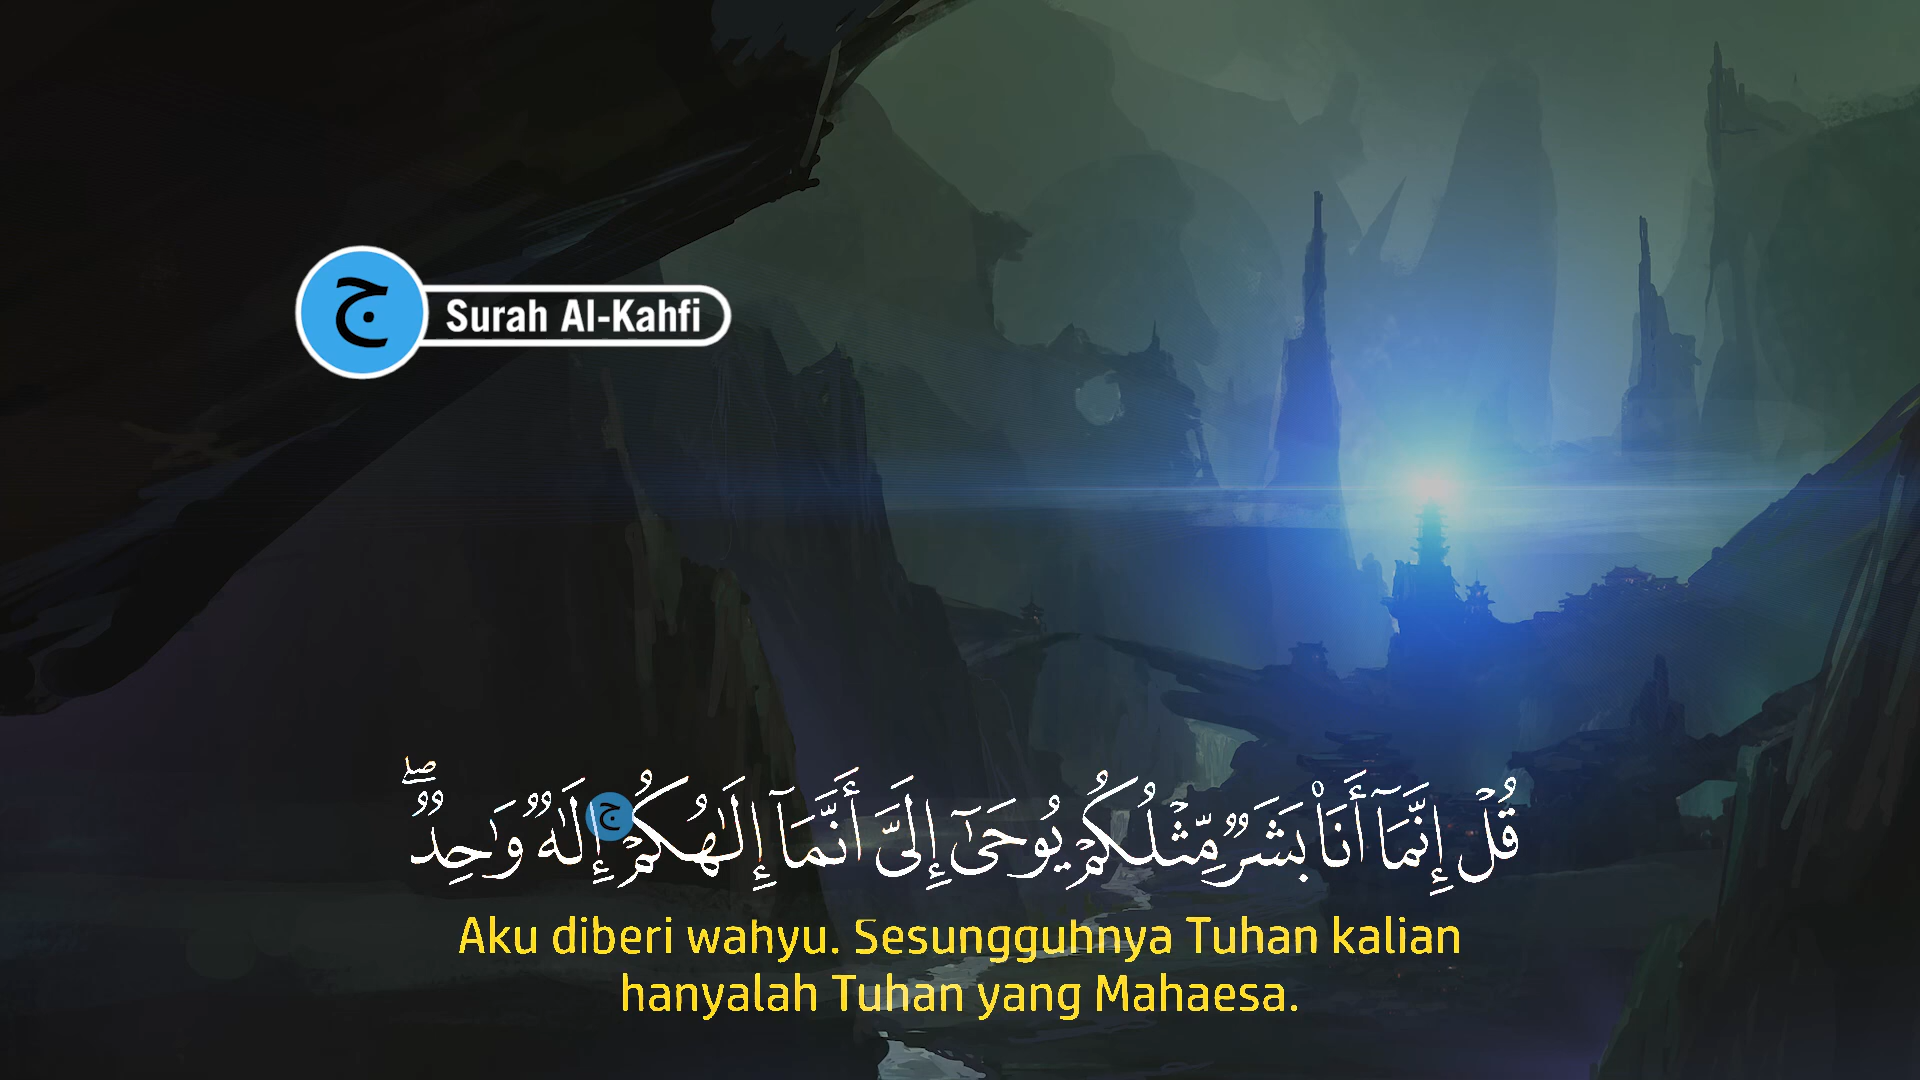 ج
Surah Al-Kahfi
قُلْ إِنَّمَآ أَنَا۠ بَشَرٌ مِّثْلُكُمْ يُوحَىٰٓ إِلَىَّ أَنَّمَآ إِلَٰهُكُمْ إِلَٰهٌ وَٰحِدٌ ۖ
ج
Aku diberi wahyu. Sesungguhnya Tuhan kalian
hanyalah Tuhan yang Mahaesa.